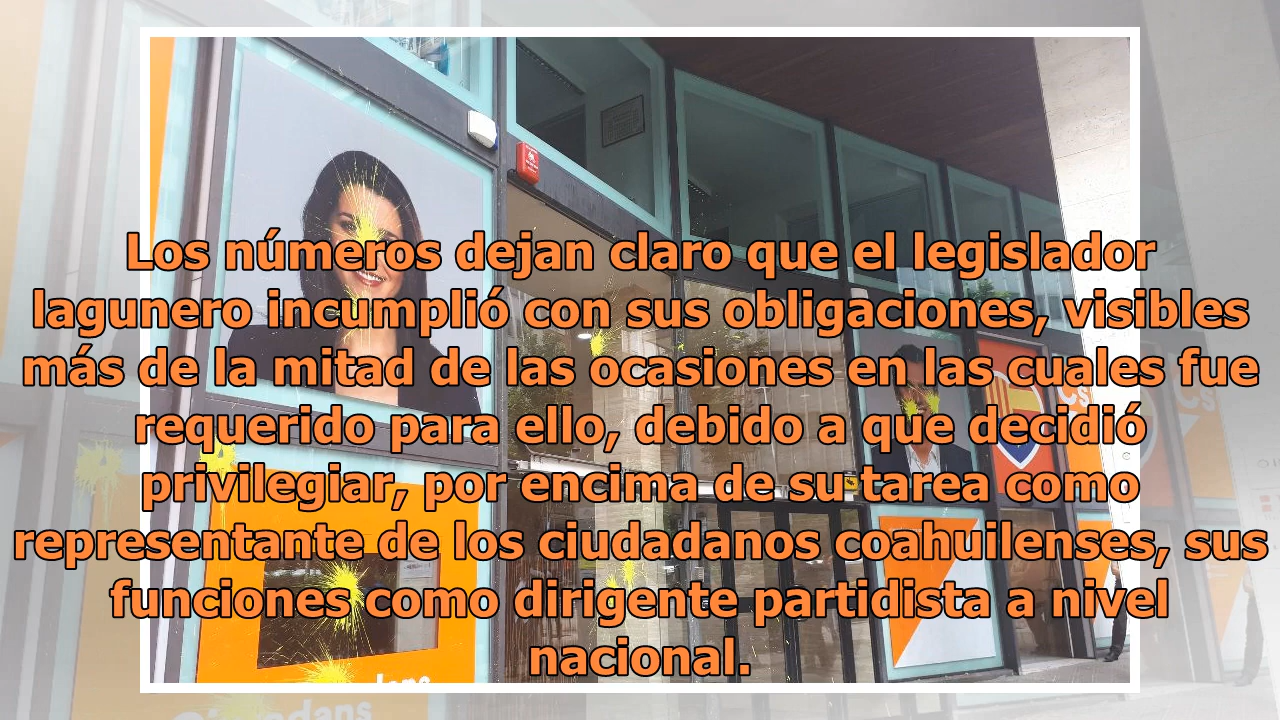 Los números dejan claro que el legislador
lagunero incumplió con sus obligaciones, visibles
más de la mitad de las ocasiones en las cuales fue
requerido para ello, debido a que decidió
privilegiar, por encima de su tarea como
representante de los ciudadanos coahuilenses, sus
funciones como dirigente partidista a nivel
nacional.
Cs
Cs